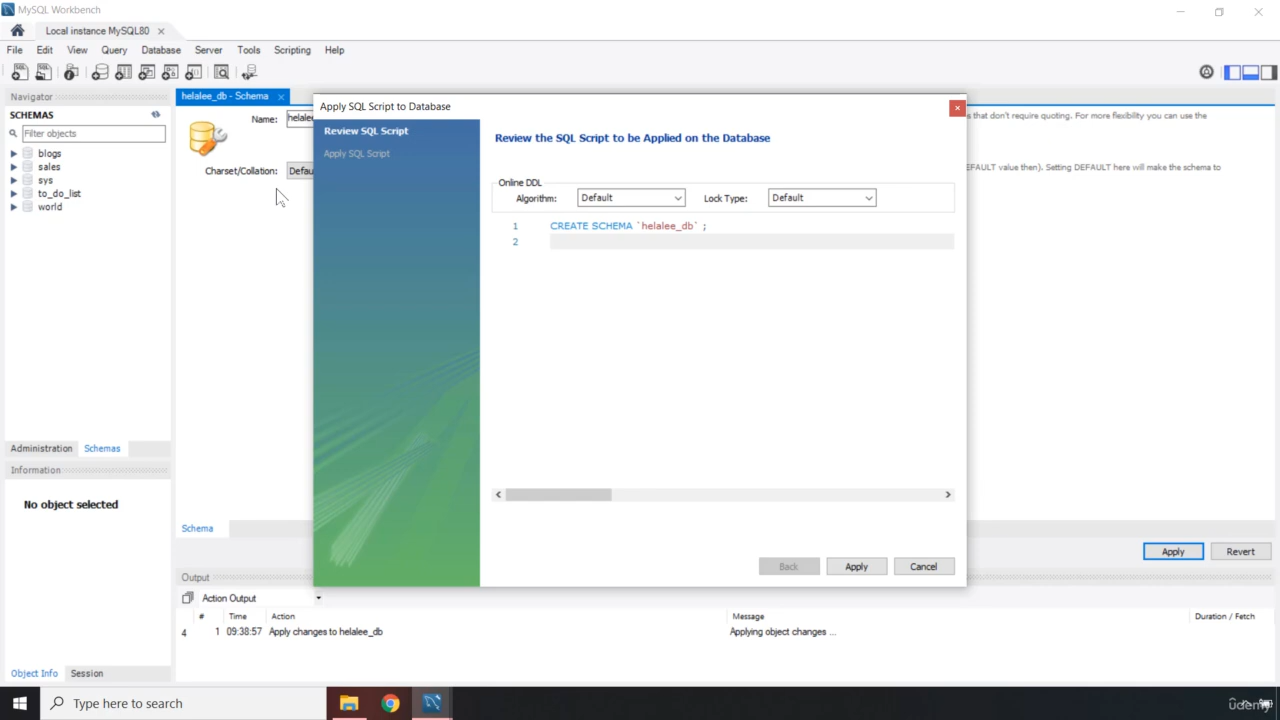 MySQL Workbench
Local instance MySQL80
File Edit View Query Database Server Tools Scripting Help
Navigator
SCHEMAS
Filter objects
blogs
sales
sys
to_do_list
world
Administration Schemas
Information
No object selected
Object Info Session
helalee_db - Schema
Name: helalee
Charset/Collation: Defau
s that don't require quoting. For more flexibility you can use the
EFAULT value then). Setting DEFAULT here will make the schema to
Apply SQL Script to Database
Review SQL Script
Apply SQL Script
Review the SQL Script to be Applied on the Database
Online DDL
Algorithm: Default Lock Type: Default
1 CREATE SCHEMA `helalee_db` ;
2
Back Apply Cancel
Schema
Apply Revert
Output
Action Output
# Time Action Message Duration / Fetch
4 1 09:38:57 Apply changes to helalee_db Applying object changes ...
Type here to search
udemy